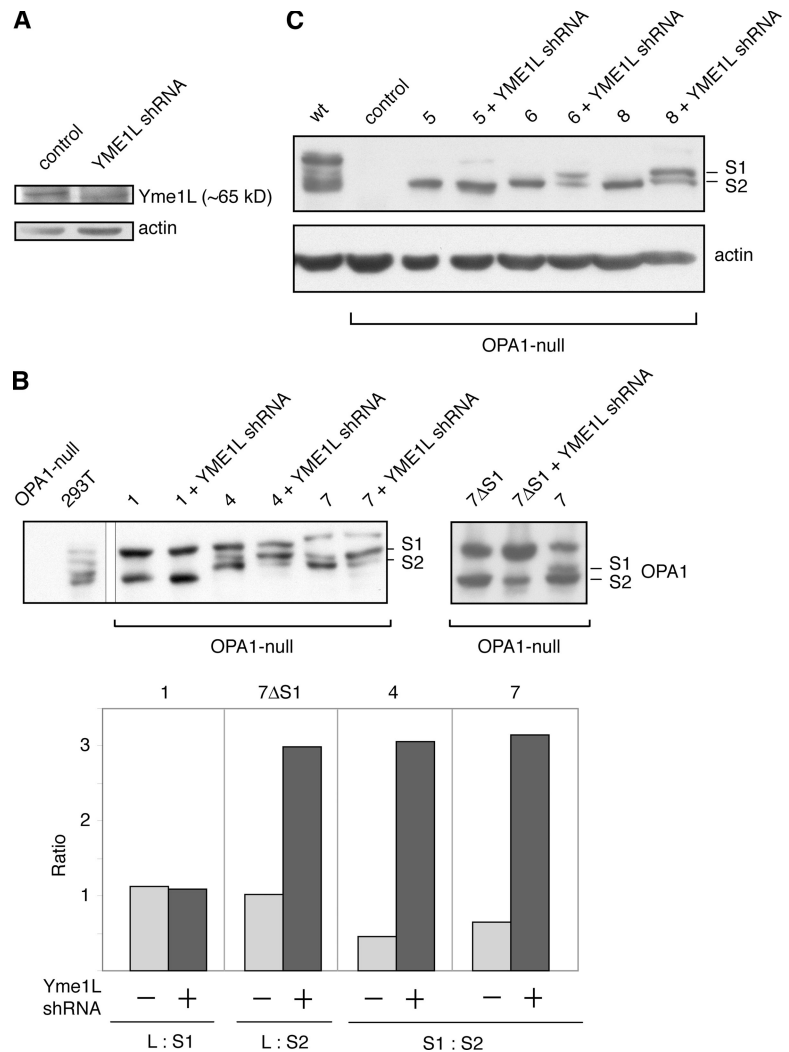 A
control
YME1L shRNA
Yme1L (~65 kD)
actin
C
wt
control
5
5 + YME1L shRNA
6
6 + YME1L shRNA
8
8 + YME1L shRNA
S1
S2
actin
OPA1-null
B
OPA1-null
293T
1
1 + YME1L shRNA
4
4 + YME1L shRNA
7
7 + YME1L shRNA
S1
S2
OPA1-null
7ΔS1
7ΔS1 + YME1L shRNA
7
S1
S2
OPA1
OPA1-null
1 7ΔS1 4 7
Ratio
3
2
1
Yme1L
shRNA
− + − + − + − +
L : S1 L : S2 S1 : S2